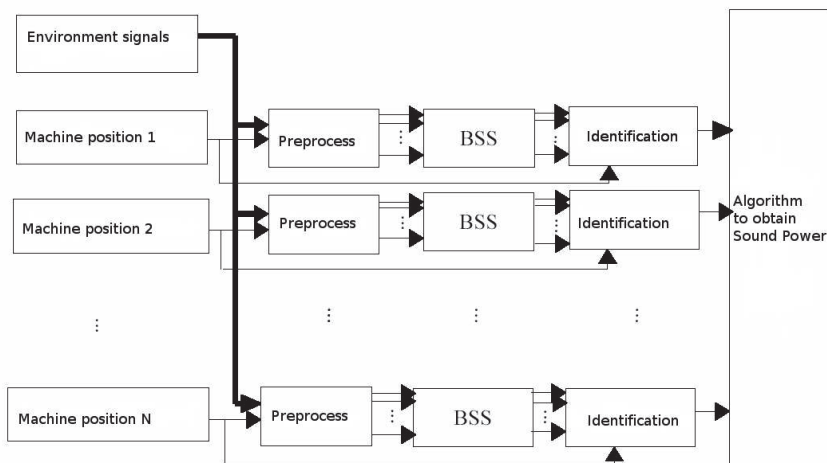 Environment signals
Machine position 1
Preprocess
BSS
Identification
Machine position 2
Preprocess
BSS
Identification
Algorithm
to obtain
Sound Power
Machine position N
Preprocess
BSS
Identification